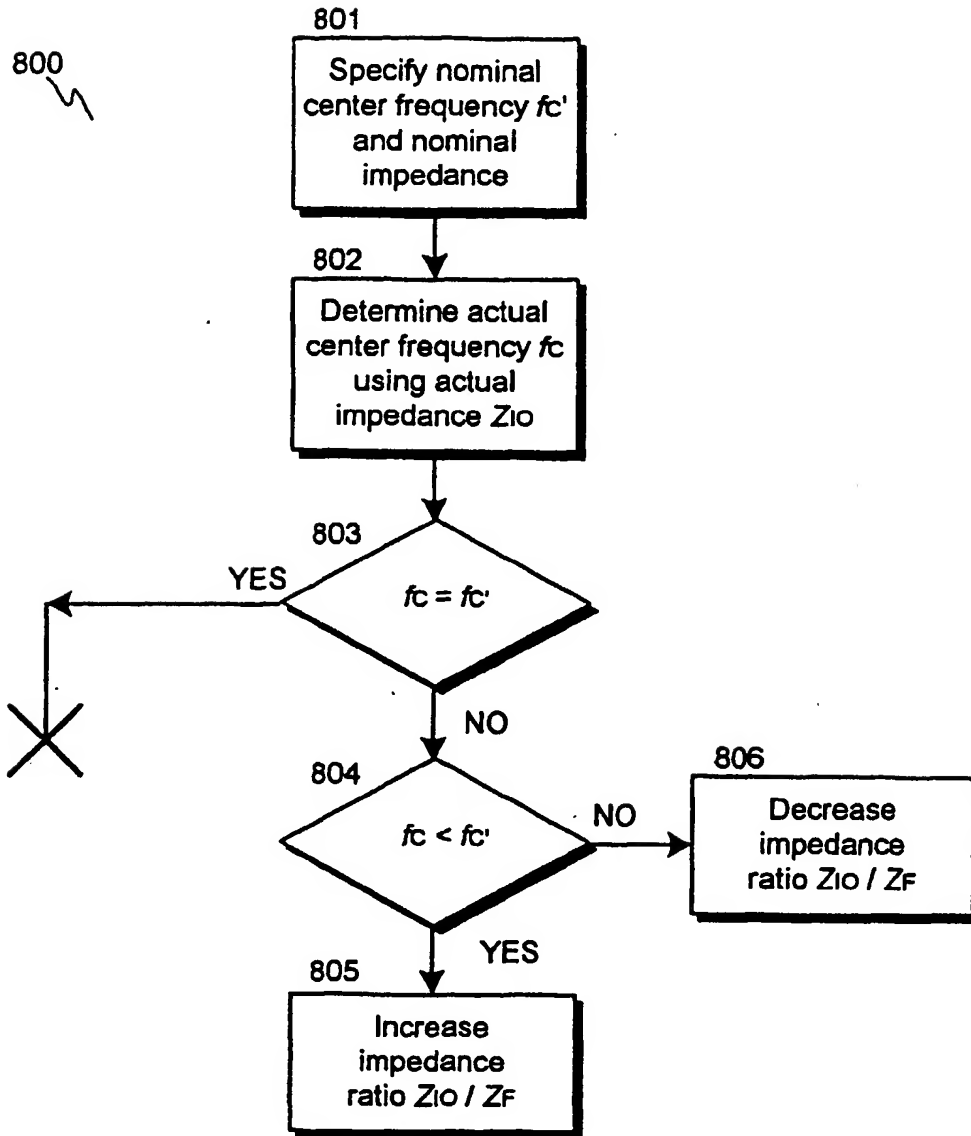 801
800
Specify nominal
center frequency fc'
and nominal
impedance
802
Determine actual
center frequency fc
using actual
impedance ZIO
803
YES
fc = fc'
NO
804
fc < fc'
NO
806
Decrease
impedance
ratio ZIO / ZF
YES
805
Increase
impedance
ratio ZIO / ZF